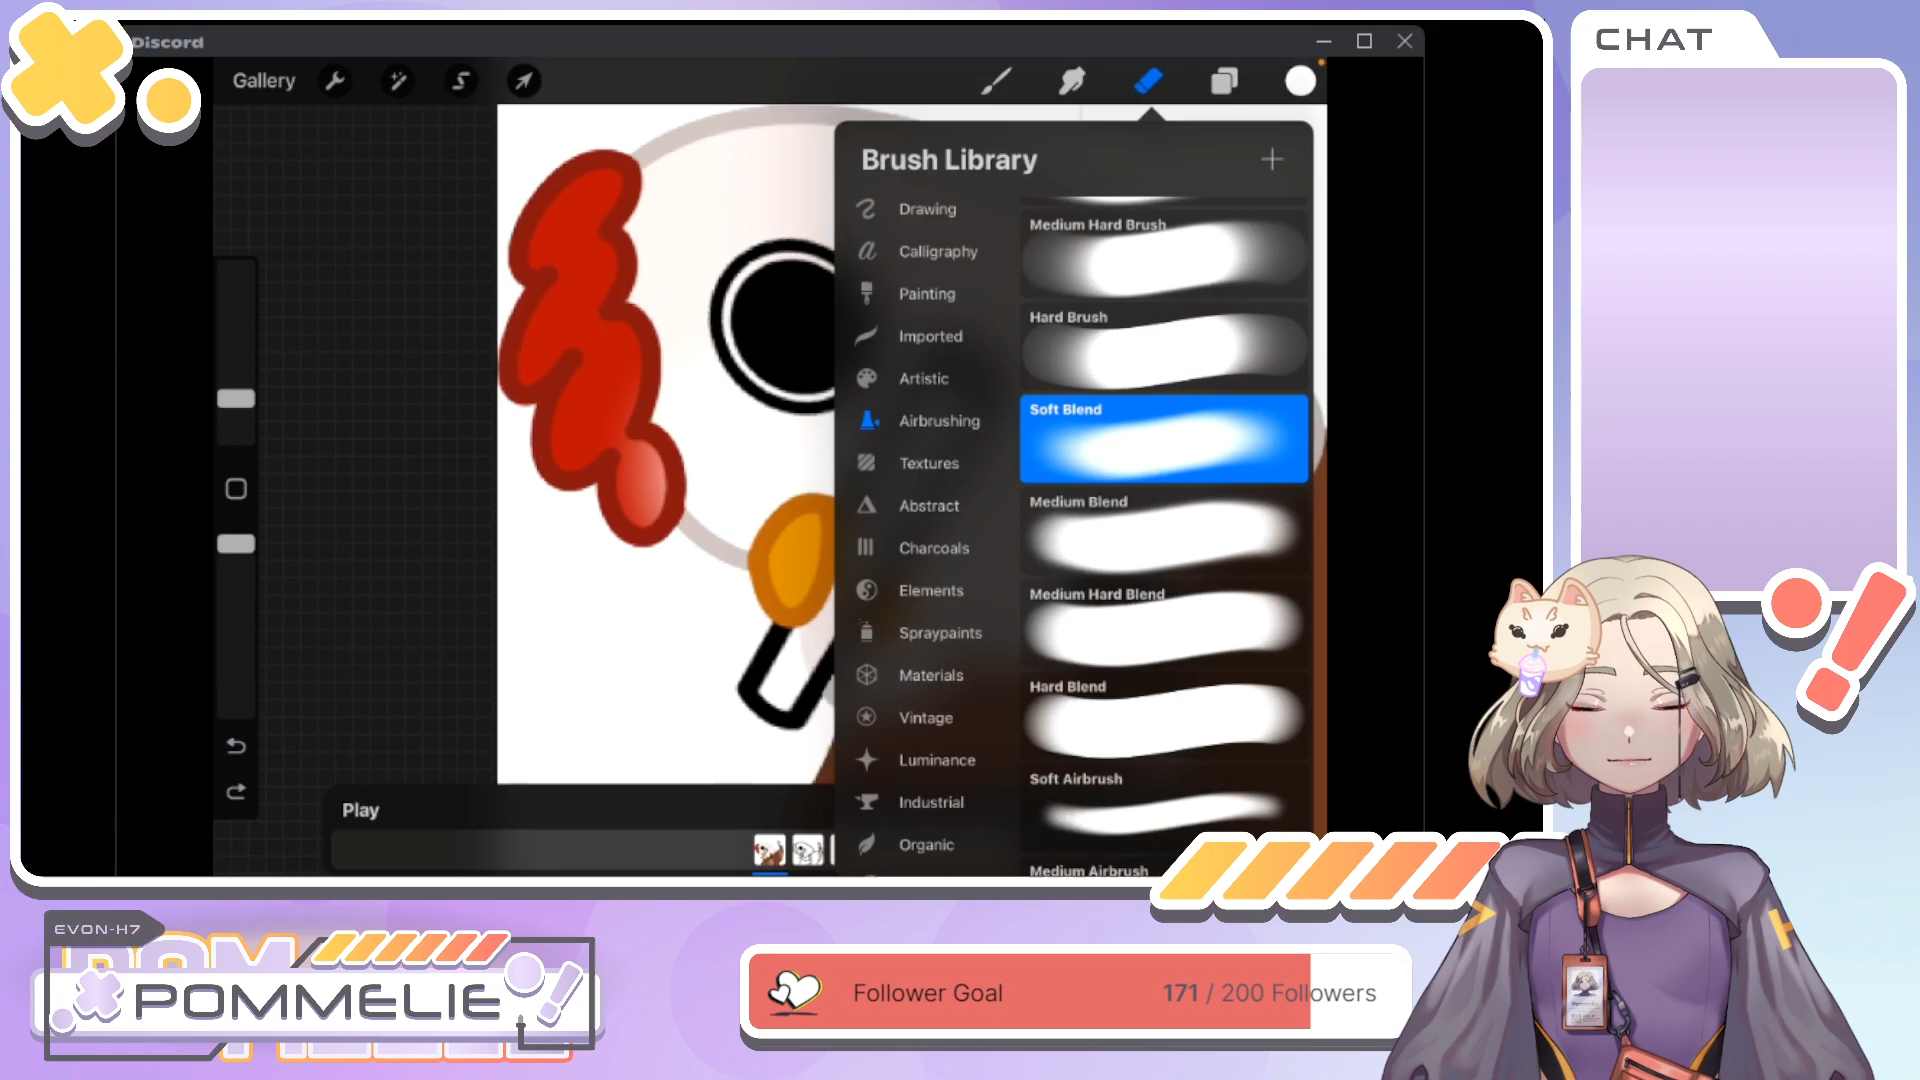 Discord
CHAT
Gallery
Brush Library
Drawing
Calligraphy
Painting
Imported
Artistic
Airbrushing
Textures
Abstract
Charcoals
Elements
Spraypaints
Materials
Vintage
Luminance
Industrial
Organic
Medium Hard Brush
Hard Brush
Soft Blend
Medium Blend
Medium Hard Blend
Hard Blend
Soft Airbrush
Medium Airbrush
Play
EVON-H7
POMMELIE
Follower Goal
171 / 200 Followers